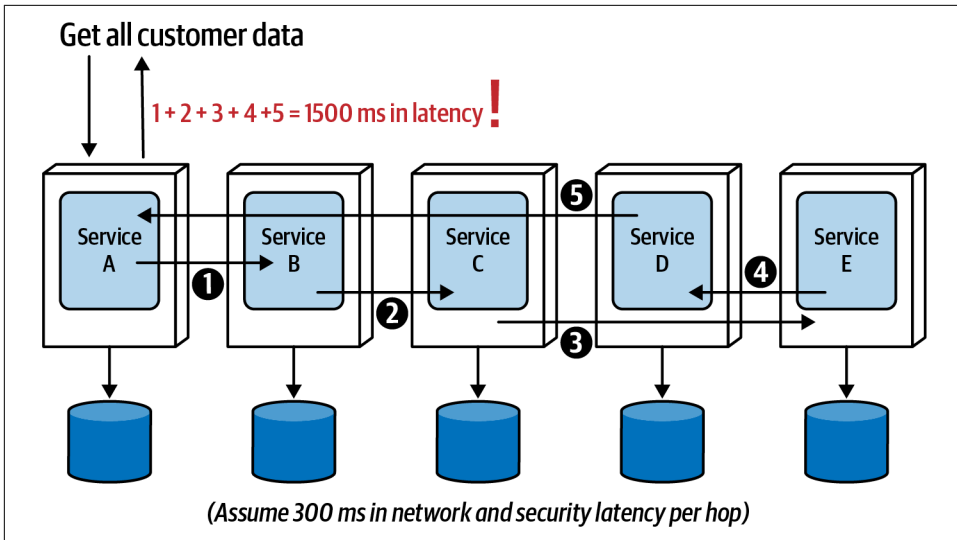 Get all customer data
1 + 2 + 3 + 4 +5 = 1500 ms in latency!
5
Service
A
Service
B
Service
C
Service
D
Service
E
1
2
3
4
(Assume 300 ms in network and security latency per hop)